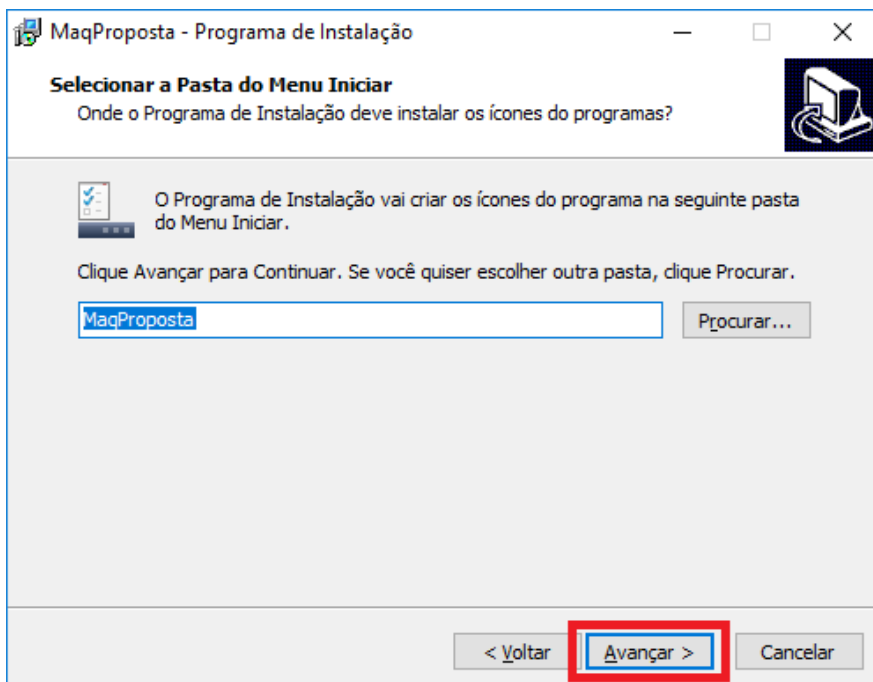 MaqProposta - Programa de Instalação
Selecionar a Pasta do Menu Iniciar
Onde o Programa de Instalação deve instalar os ícones do programas?
O Programa de Instalação vai criar os ícones do programa na seguinte pasta
do Menu Iniciar.
Clique Avançar para Continuar. Se você quiser escolher outra pasta, clique Procurar.
MaqProposta
Procurar...
< Voltar
Avançar >
Cancelar